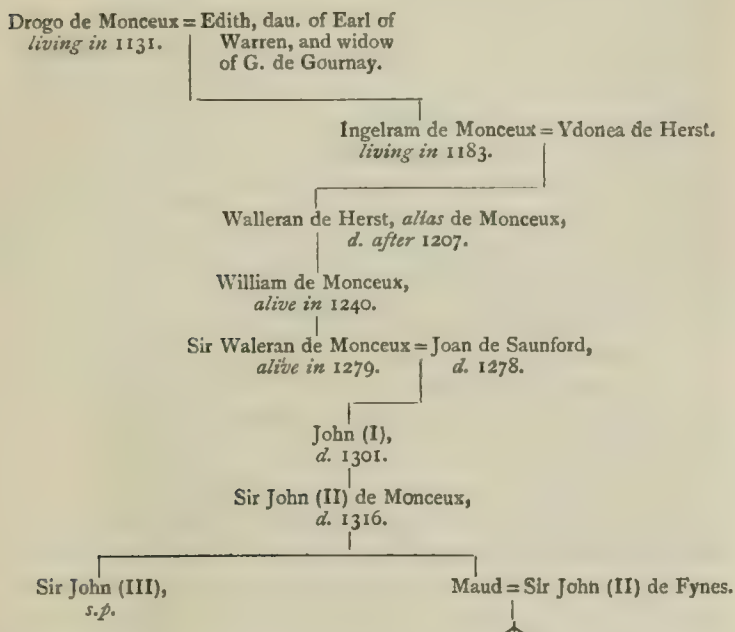 Drogo de Monceux = Edith, dau. of Earl of
living in 1131. Warren, and widow
of G. de Gournay.
Ingelram de Monceux = Ydonea de Herst.
living in 1183.
Walleran de Herst, alias de Monceux,
d. after 1207.
William de Monceux,
alive in 1240.
Sir Waleran de Monceux = Joan de Saunford,
alive in 1279. d. 1278.
John (I),
d. 1301.
Sir John (II) de Monceux,
d. 1316.
Sir John (III), Maud = Sir John (II) de Fynes.
s.p.